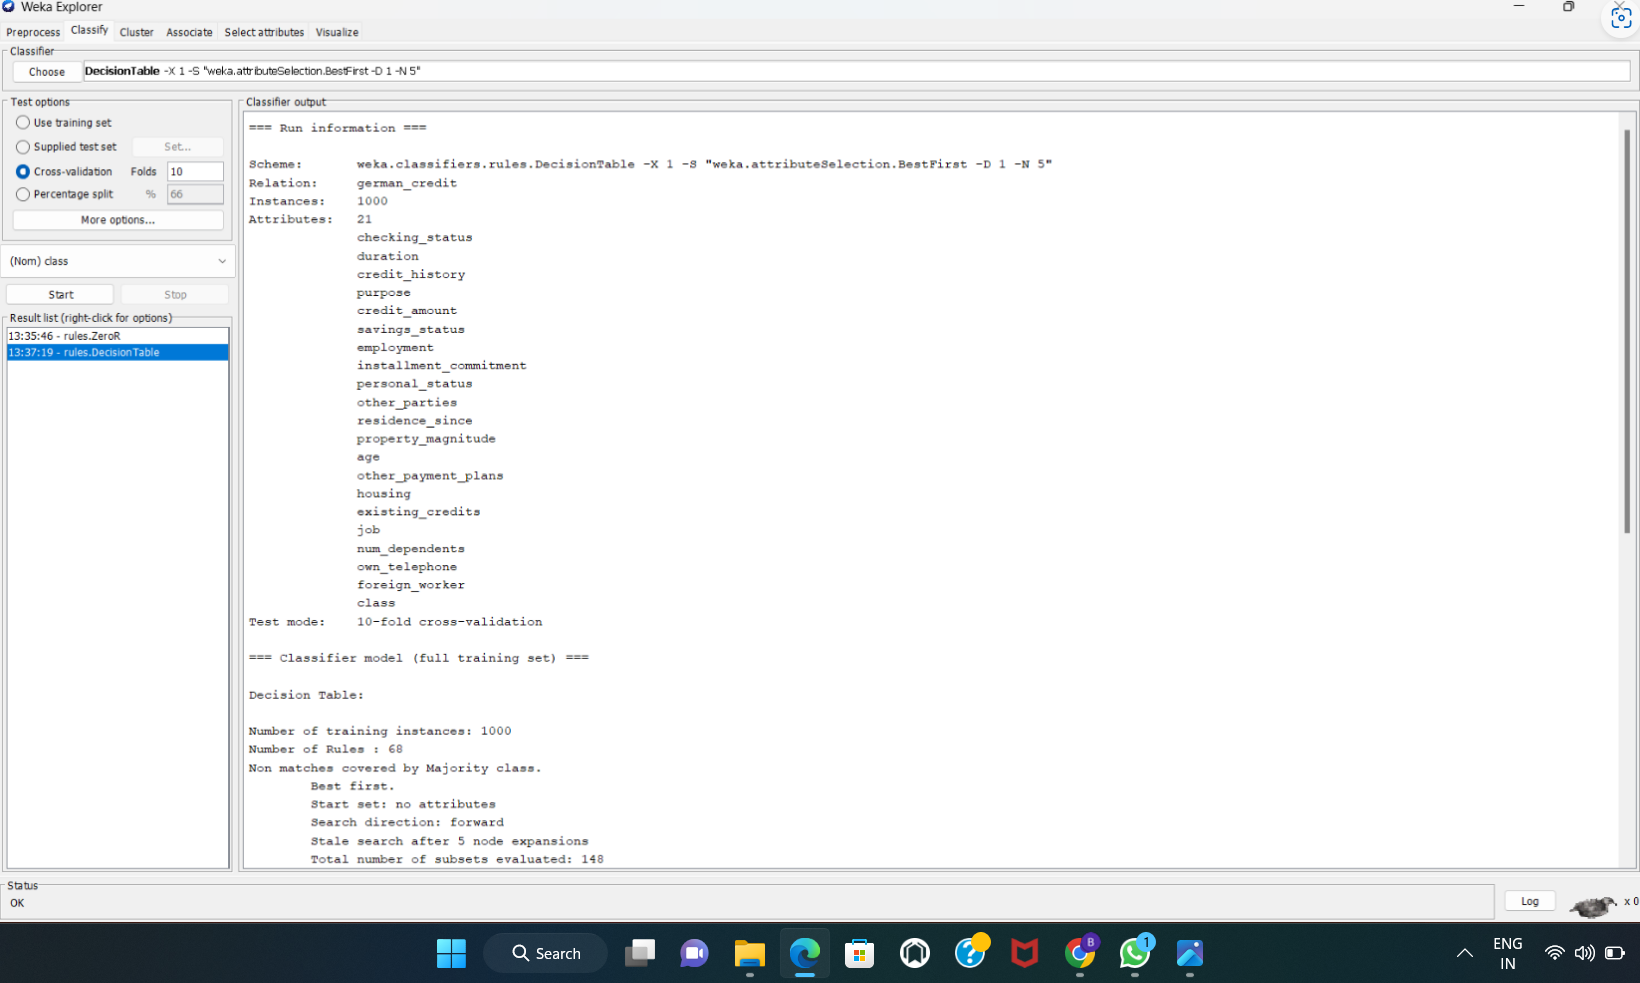 Weka Explorer
Preprocess Classify Cluster Associate Select attributes Visualize
Classifier
Choose DecisionTable -X 1 -S "weka.attributeSelection.BestFirst -D 1 -N 5"
Test options
Use training set
Supplied test set Set...
Cross-validation Folds 10
Percentage split % 66
More options...
(Nom) class
Start Stop
Result list (right-click for options)
13:35:46 - rules.ZeroR
13:37:19 - rules.DecisionTable
Classifier output
=== Run information ===
Scheme: weka.classifiers.rules.DecisionTable -X 1 -S "weka.attributeSelection.BestFirst -D 1 -N 5"
Relation: german_credit
Instances: 1000
Attributes: 21
checking_status
duration
credit_history
purpose
credit_amount
savings_status
employment
installment_commitment
personal_status
other_parties
residence_since
property_magnitude
age
other_payment_plans
housing
existing_credits
job
num_dependents
own_telephone
foreign_worker
class
Test mode: 10-fold cross-validation
=== Classifier model (full training set) ===
Decision Table:
Number of training instances: 1000
Number of Rules : 68
Non matches covered by Majority class.
Best first.
Start set: no attributes
Search direction: forward
Stale search after 5 node expansions
Total number of subsets evaluated: 148
Status
OK
Log x 0
Search
B
1
ENG
IN